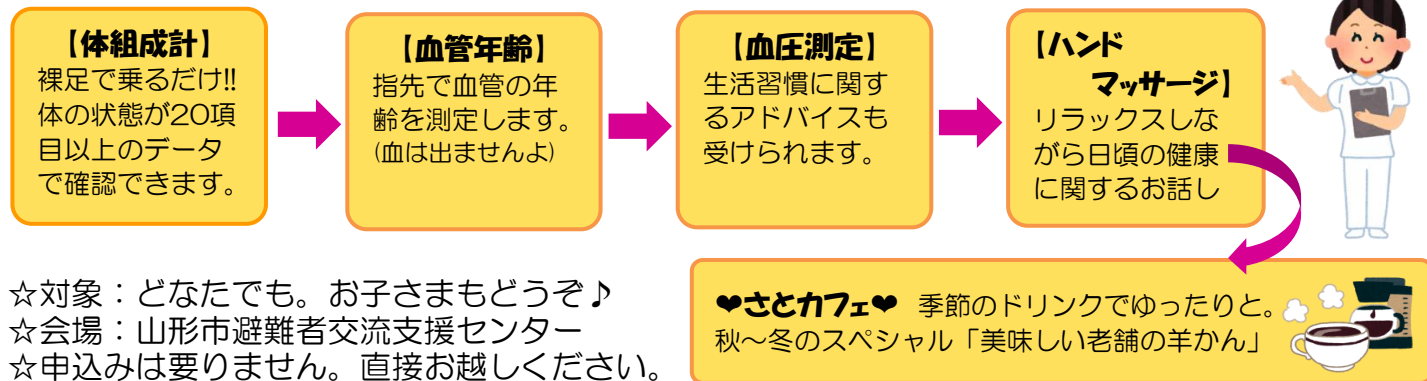 【体組成計】
裸足で乗るだけ!!
体の状態が20項
目以上のデータ
で確認できます。
【血管年齢】
指先で血管の年
齢を測定します。
(血は出ませんよ)
【血圧測定】
生活習慣に関す
るアドバイスも
受けられます。
【ハンド
マッサージ】
リラックスしな
がら日頃の健康
に関するお話し
☆対象：どなたでも。お子さまもどうぞ♪
☆会場：山形市避難者交流支援センター
☆申込みは要りません。直接お越しください。
❤さとカフェ❤ 季節のドリンクでゆったりと。
秋～冬のスペシャル「美味しい老舗の羊かん」